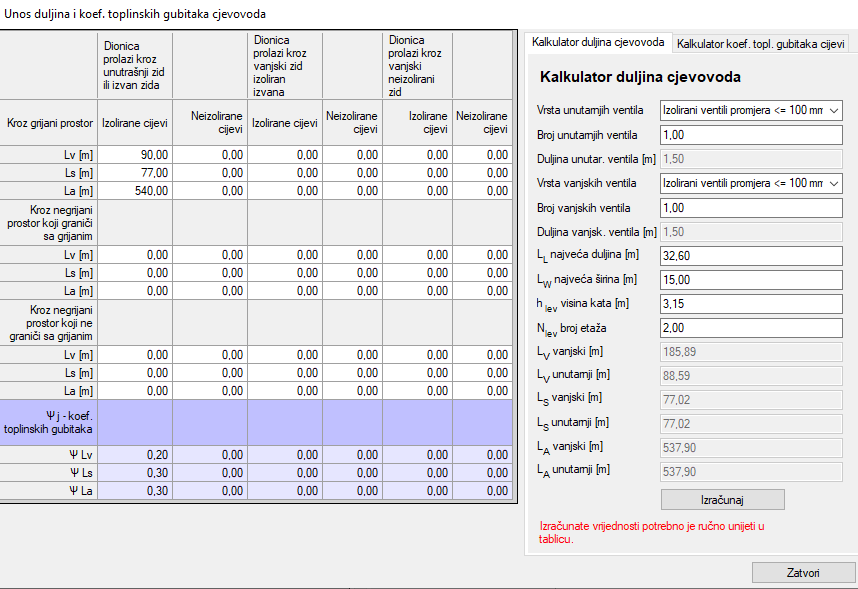 Unos duljina i koef. toplinskih gubitaka cjevovoda
Dionica
prolazi kroz
unutrašnji zid
ili izvan zida
Dionica
prolazi kroz
vanjski zid
izoliran
izvana
Dionica
prolazi kroz
vanjski
neizolirani
zid
Kroz grijani prostor Izolirane cijevi Neizolirane cijevi Izolirane cijevi Neizolirane cijevi Izolirane cijevi Neizolirane cijevi
Lv [m] 90,00 0,00 0,00 0,00 0,00 0,00
Ls [m] 77,00 0,00 0,00 0,00 0,00 0,00
La [m] 540,00 0,00 0,00 0,00 0,00 0,00
Kroz negrijani
prostor koji graniči
sa grijanim
Lv [m] 0,00 0,00 0,00 0,00 0,00 0,00
Ls [m] 0,00 0,00 0,00 0,00 0,00 0,00
La [m] 0,00 0,00 0,00 0,00 0,00 0,00
Kroz negrijani
prostor koji ne
graniči sa grijanim
Lv [m] 0,00 0,00 0,00 0,00 0,00 0,00
Ls [m] 0,00 0,00 0,00 0,00 0,00 0,00
La [m] 0,00 0,00 0,00 0,00 0,00 0,00
Ψ j - koef.
toplinskih gubitaka
Ψ Lv 0,20 0,00 0,00 0,00 0,00 0,00
Ψ Ls 0,30 0,00 0,00 0,00 0,00 0,00
Ψ La 0,30 0,00 0,00 0,00 0,00 0,00
Kalkulator duljina cjevovoda Kalkulator koef. topl. gubitaka cijevi
Kalkulator duljina cjevovoda
Vrsta unutarnjih ventila Izolirani ventili promjera <= 100 mm
Broj unutarnjih ventila 1,00
Duljina unutar. ventila [m] 1,50
Vrsta vanjskih ventila Izolirani ventili promjera <= 100 mm
Broj vanjskih ventila 1,00
Duljina vanjsk. ventila [m] 1,50
L L najveća duljina [m] 32,60
L W najveća širina [m] 15,00
h lev visina kata [m] 3,15
N lev broj etaža 2,00
L V vanjski [m] 185,89
L V unutarnji [m] 88,59
L S vanjski [m] 77,02
L S unutarnji [m] 77,02
L A vanjski [m] 537,90
L A unutarnji [m] 537,90
Izračunaj
Izračunate vrijednosti potrebno je ručno unijeti u
tablicu.
Zatvori